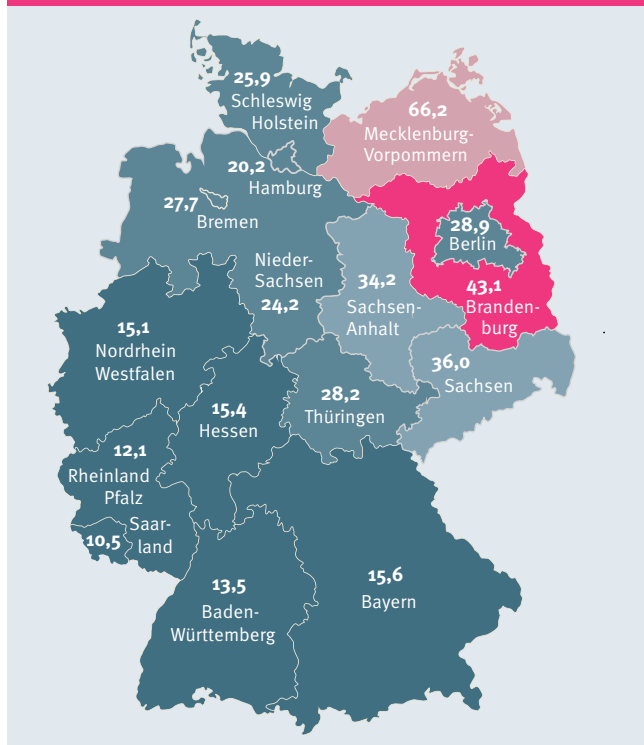 25,9
Schleswig
Holstein
66,2
Mecklenburg-
Vorpommern
20,2
Hamburg
27,7
Bremen
28,9
Berlin
Nieder-
Sachsen
24,2
34,2
Sachsen-
Anhalt
43,1
Branden-
burg
15,1
Nordrhein
Westfalen
36,0
Sachsen
28,2
Thüringen
15,4
Hessen
12,1
Rheinland
Pfalz
Saar-
land
10,5
13,5
Baden-
Württemberg
15,6
Bayern